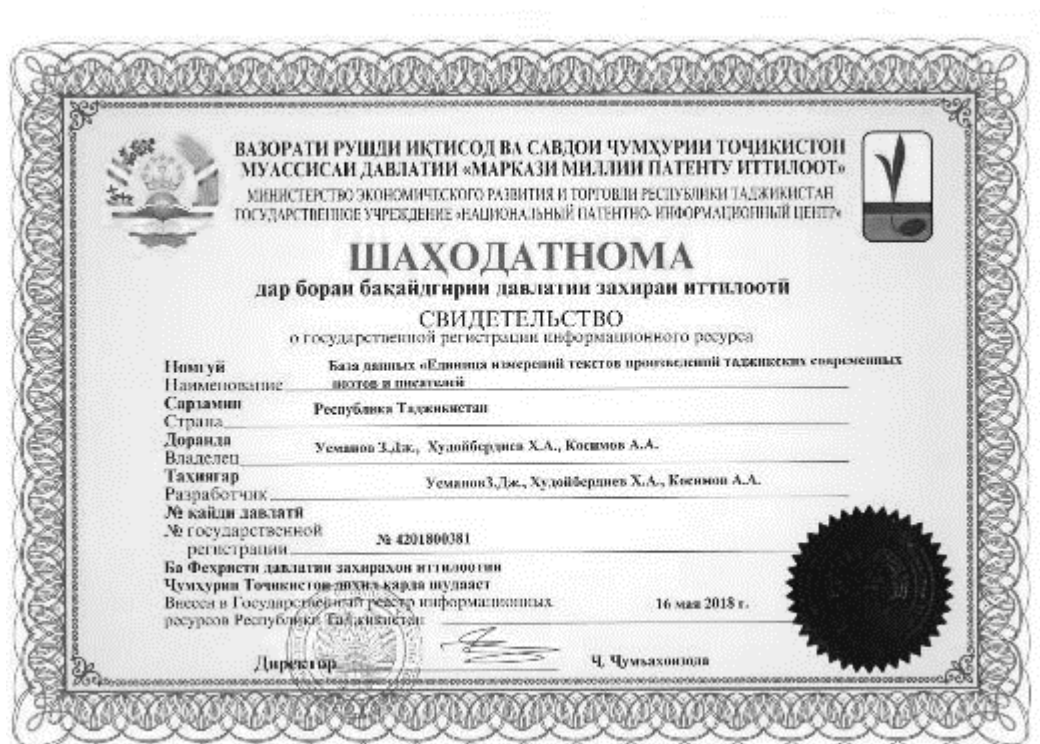 ВАЗОРАТИ РУШДИ ИҚТИСОД ВА САВДОИ ҶУМҲУРИИ ТОҶИКИСТОН
МУАССИСАИ ДАВЛАТИИ «МАРКАЗИ МИЛЛИИ ПАТЕНТУ ИТТИЛООТ»
МИНИСТЕРСТВО ЭКОНОМИЧЕСКОГО РАЗВИТИЯ И ТОРГОВЛИ РЕСПУБЛИКИ ТАДЖИКИСТАН
ГОСУДАРСТВЕННОЕ УЧРЕЖДЕНИЕ «НАЦИОНАЛЬНЫЙ ПАТЕНТНО- ИНФОРМАЦИОННЫЙ ЦЕНТР»
ШАҲОДАТНОМА
дар бораи бақайдгирии давлатии захираи иттилоотӣ
СВИДЕТЕЛЬСТВО
о государственной регистрации информационного ресурса
Номгӯй База данных «Единица измерений текстов произведений таджикских современных
Наименование поэтов и писателей
Сарзамин
Страна Республика Таджикистан
Доранда
Владелец Усманов З.Дж., Худойбердиев Х.А., Косимов А.А.
Таҳиягар
Разработчик УсмановЗ.Дж., Худойбердиев Х.А., Косимов А.А.
№ қайди давлатӣ
№ государственной
регистрации № 4201800381
Ба Феҳристи давлатии захираҳои иттилоотии
Ҷумҳурии Тоҷикистон дохил карда шудааст
Внесен в Государственный реестр информационных
ресурсов Республики Таджикистан 16 мая 2018 г.
Директор Ҷ. Ҷумъахонзода